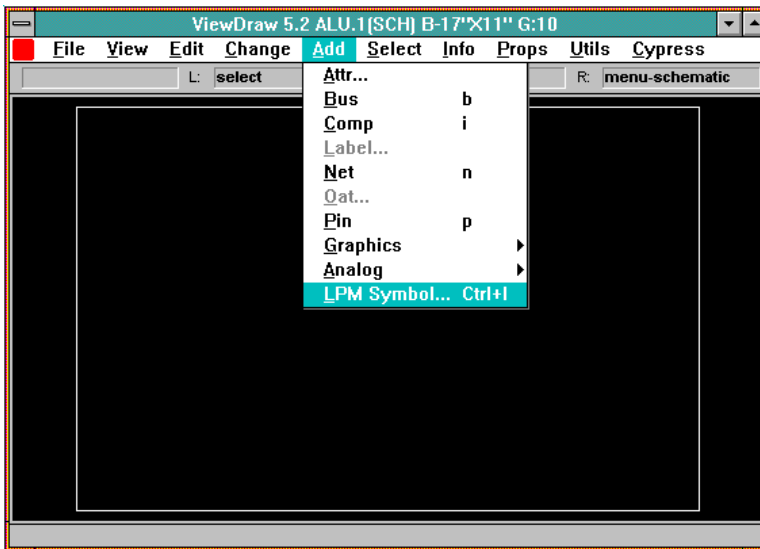 ViewDraw 5.2 ALU.1(SCH) B-17"X11" G:10
File View Edit Change Add Select Info Props Utils Cypress
L: select R: menu-schematic
Attr...
Bus b
Comp i
Label...
Net n
Oat...
Pin p
Graphics
Analog
LPM Symbol... Ctrl+l